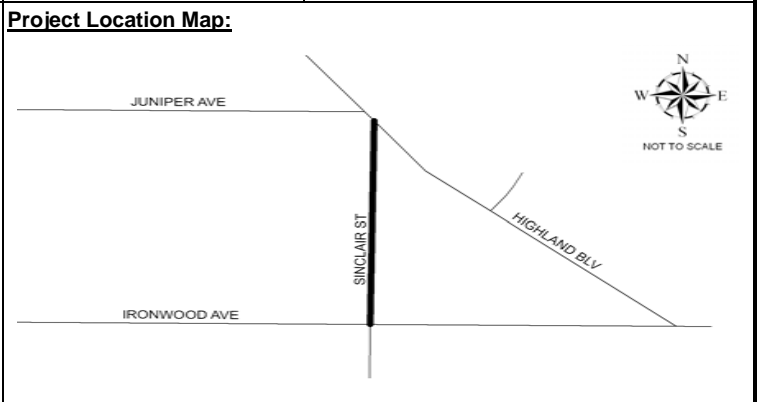 Project Location Map:
JUNIPER AVE
N
W
E
S
NOT TO SCALE
SINCLAIR ST
HIGHLAND BLV
IRONWOOD AVE